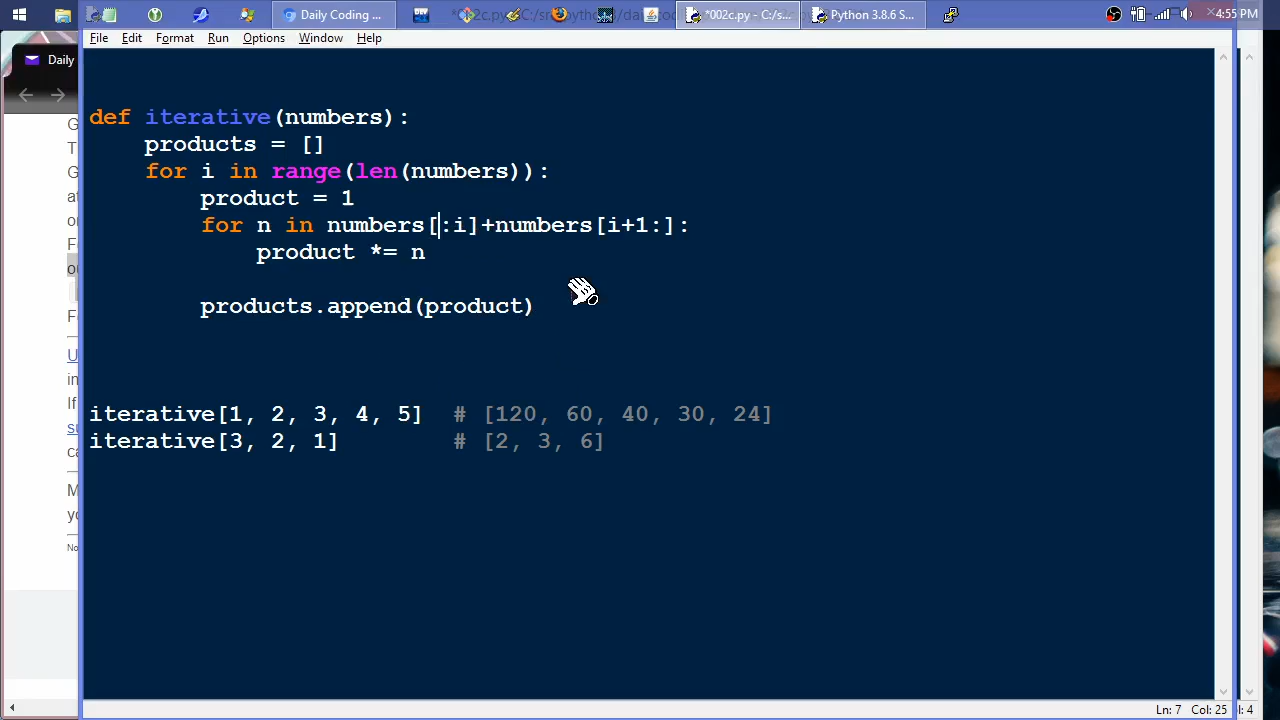 Daily Coding ...
*002c.py - C:/s...
Python 3.8.6 S...
4:55 PM
File Edit Format Run Options Window Help
Daily
def iterative(numbers):
products = []
for i in range(len(numbers)):
product = 1
for n in numbers[:i]+numbers[i+1:]:
product *= n
products.append(product)
iterative[1, 2, 3, 4, 5] # [120, 60, 40, 30, 24]
iterative[3, 2, 1] # [2, 3, 6]
Ln: 7 Col: 25